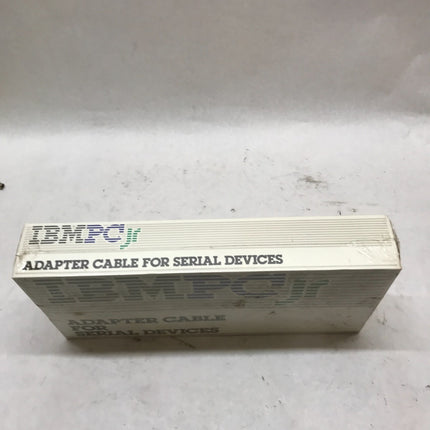 IBMPCjr
ADAPTER CABLE FOR SERIAL DEVICES
IBMPCjr
ADAPTER CABLE
FOR
SERIAL DEVICES